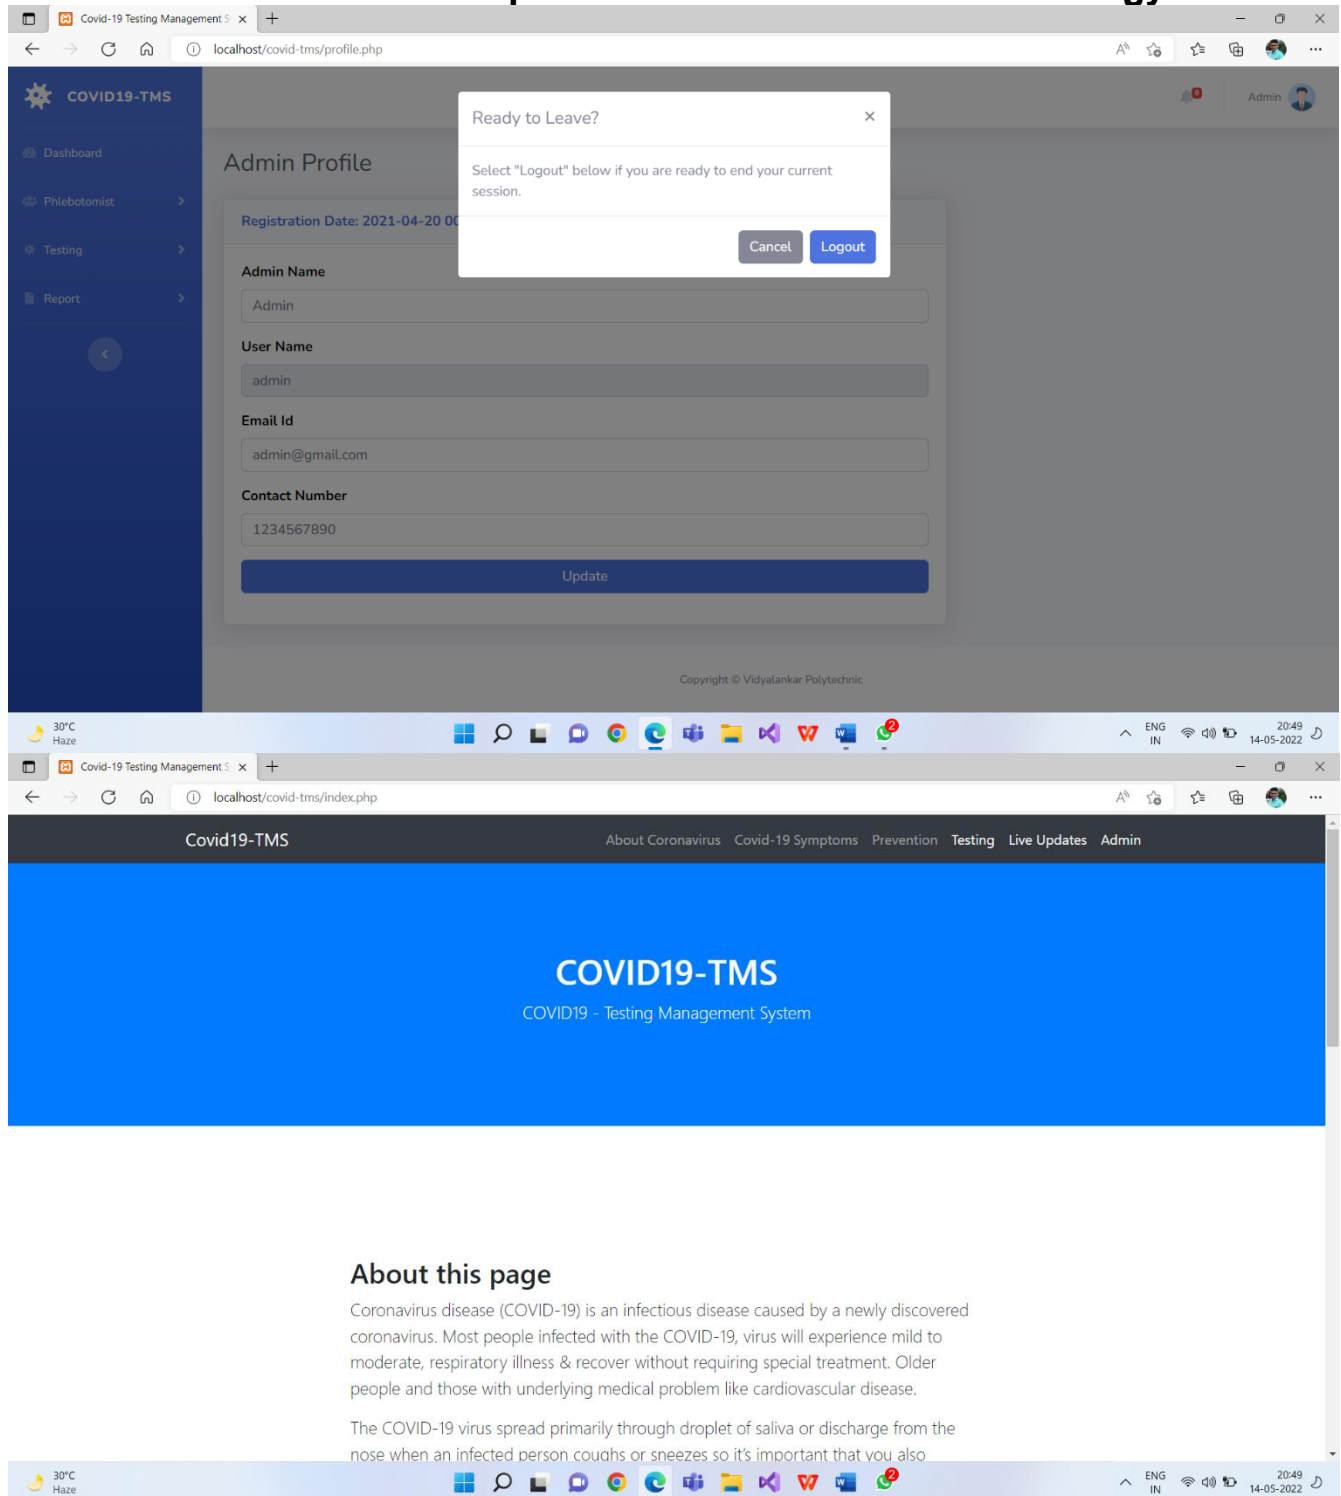 Covid-19 Testing Management S
localhost/covid-tms/profile.php
COVID19-TMS
0
Admin
Ready to Leave?
Select "Logout" below if you are ready to end your current
session.
Cancel
Logout
Dashboard
Phlebotomist
Testing
Report
Admin Profile
Registration Date: 2021-04-20 00
Admin Name
Admin
User Name
admin
Email Id
admin@gmail.com
Contact Number
1234567890
Update
Copyright © Vidyalankar Polytechnic
30°C
Haze
2
ENG
IN
20:49
14-05-2022
Covid-19 Testing Management S
localhost/covid-tms/index.php
Covid19-TMS
About Coronavirus Covid-19 Symptoms Prevention Testing Live Updates Admin
COVID19-TMS
COVID19 - Testing Management System
About this page
Coronavirus disease (COVID-19) is an infectious disease caused by a newly discovered
coronavirus. Most people infected with the COVID-19, virus will experience mild to
moderate, respiratory illness & recover without requiring special treatment. Older
people and those with underlying medical problem like cardiovascular disease.
The COVID-19 virus spread primarily through droplet of saliva or discharge from the
nose when an infected person coughs or sneezes so it's important that you also
30°C
Haze
2
ENG
IN
20:49
14-05-2022